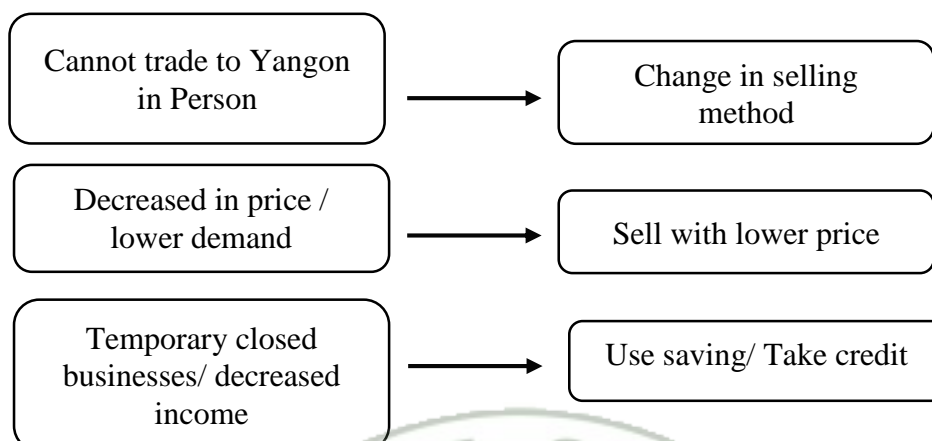 Cannot trade to Yangon
in Person
Change in selling
method
Decreased in price /
lower demand
Sell with lower price
Temporary closed
businesses/ decreased
income
Use saving/ Take credit